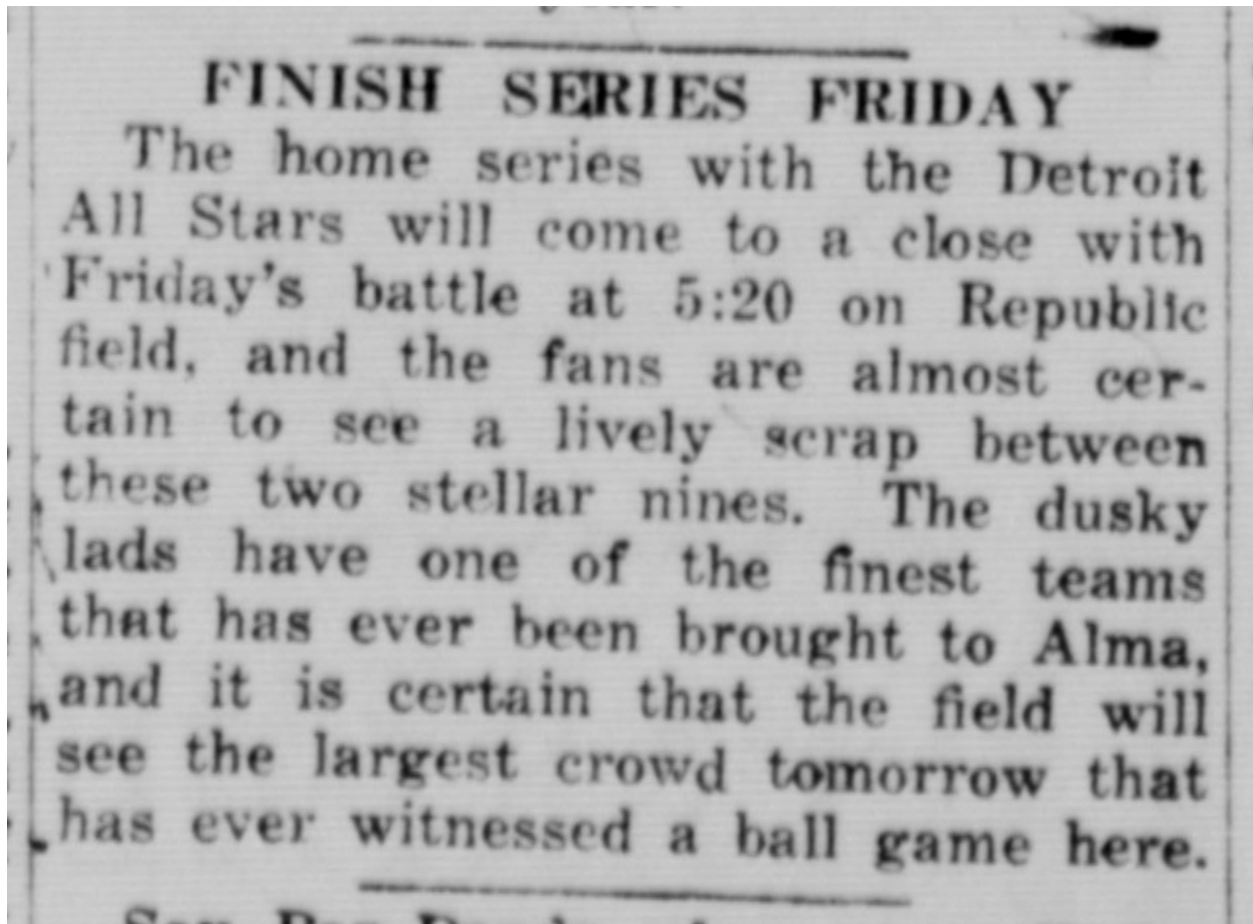 FINISH SERIES FRIDAY
The home series with the Detroit
All Stars will come to a close with
Friday's battle at 5:20 on Republic
field, and the fans are almost cer-
tain to see a lively scrap between
these two stellar nines. The dusky
lads have one of the finest teams
that has ever been brought to Alma,
and it is certain that the field will
see the largest crowd tomorrow that
has ever witnessed a ball game here.